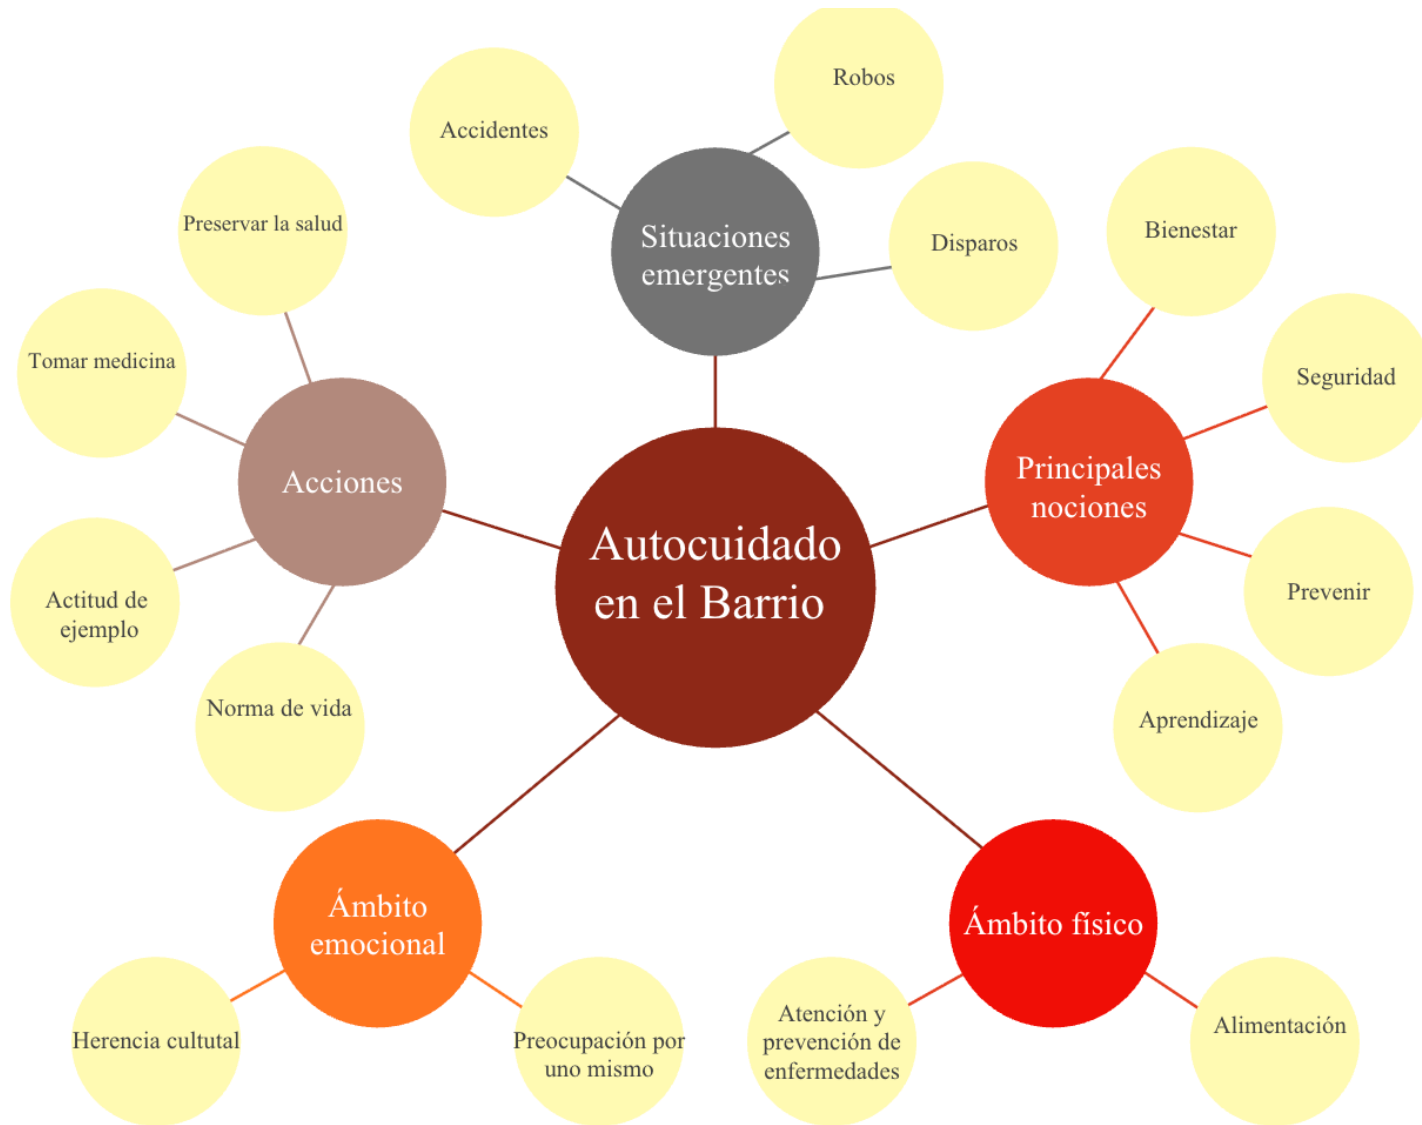 Robos
Accidentes
Preservar la salud
Situaciones
emergentes
Disparos
Bienestar
Tomar medicina
Seguridad
Acciones
Principales
nociones
Autocuidado
en el Barrio
Actitud de
ejemplo
Prevenir
Norma de vida
Aprendizaje
Ámbito
emocional
Ámbito físico
Herencia cultutal
Preocupación por
uno mismo
Atención y
prevención de
enfermedades
Alimentación